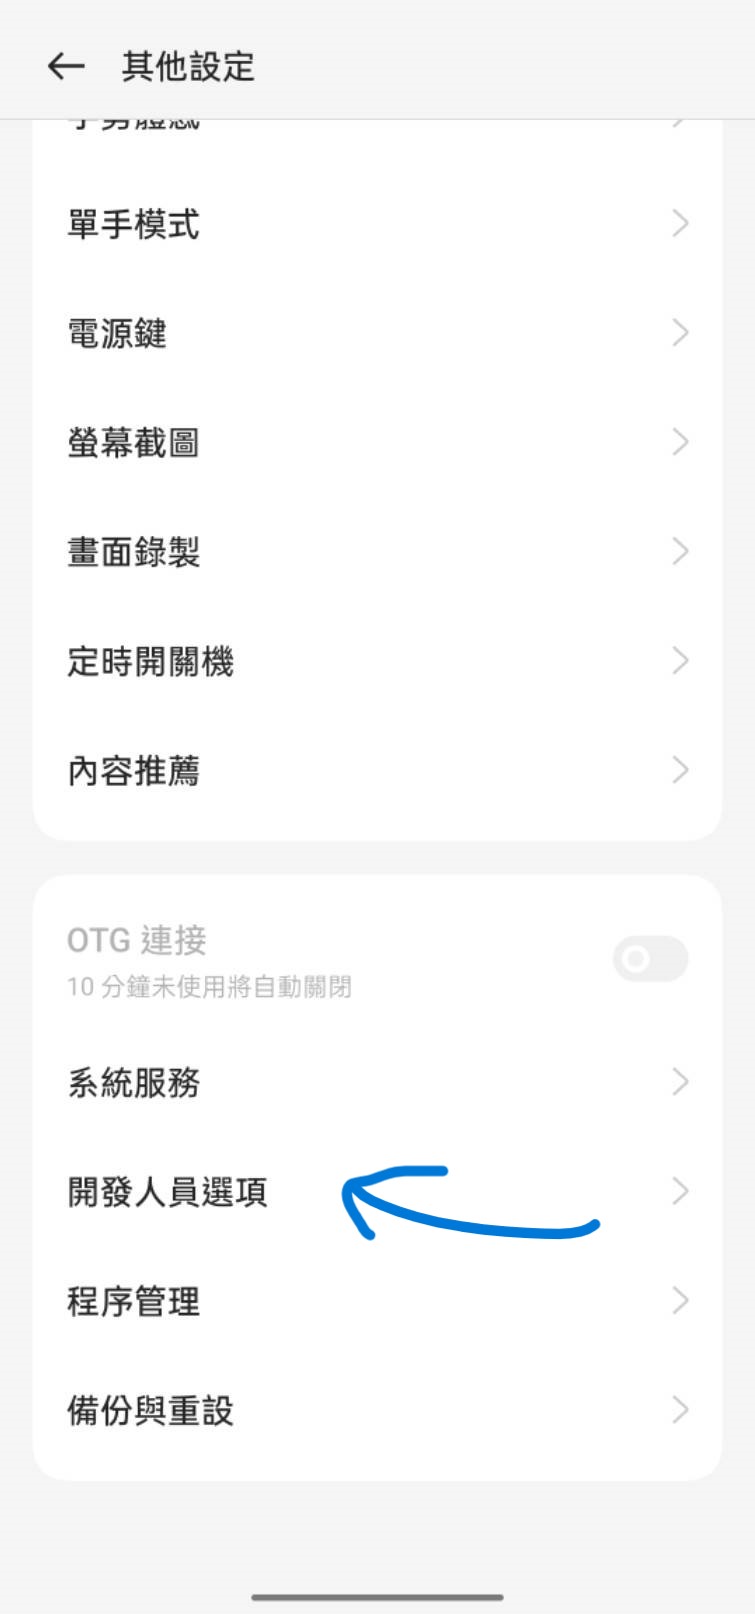 其他設定
單手模式
電源鍵
螢幕截圖
畫面錄製
定時開關機
內容推薦
OTG 連接
10 分鐘未使用將自動關閉
系統服務
開發人員選項
程序管理
備份與重設